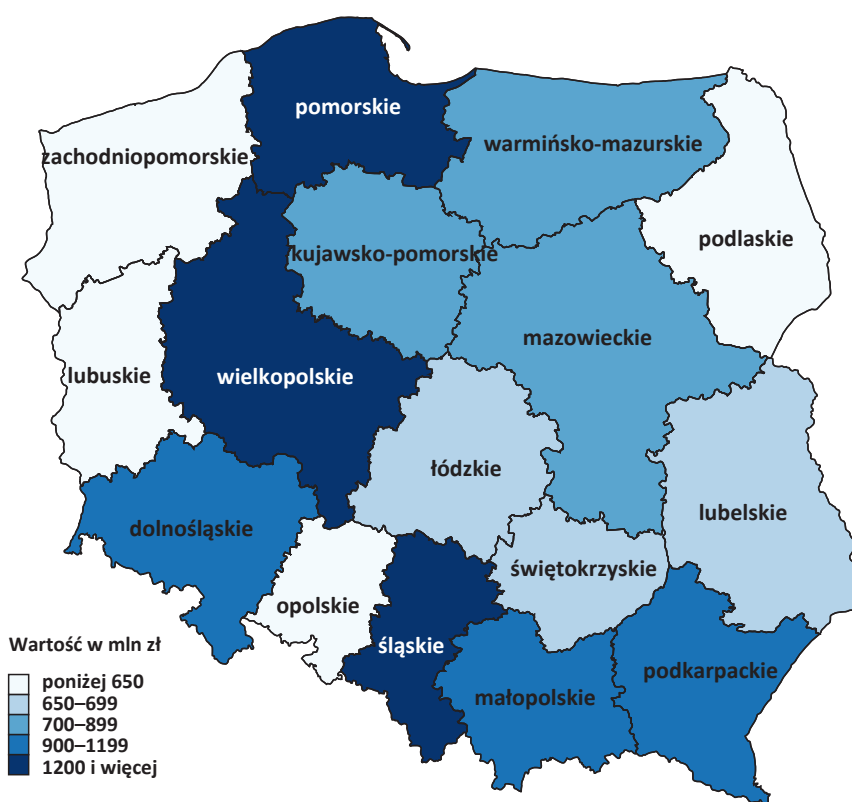 pomorskie
warmińsko-mazurskie
zachodniopomorskie
podlaskie
kujawsko-pomorskie
mazowieckie
lubuskie
wielkopolskie
łódzkie
lubelskie
dolnośląskie
świętokrzyskie
opolskie
śląskie
podkarpackie
małopolskie
Wartość w mln zł
poniżej 650
650–699
700–899
900–1199
1200 i więcej